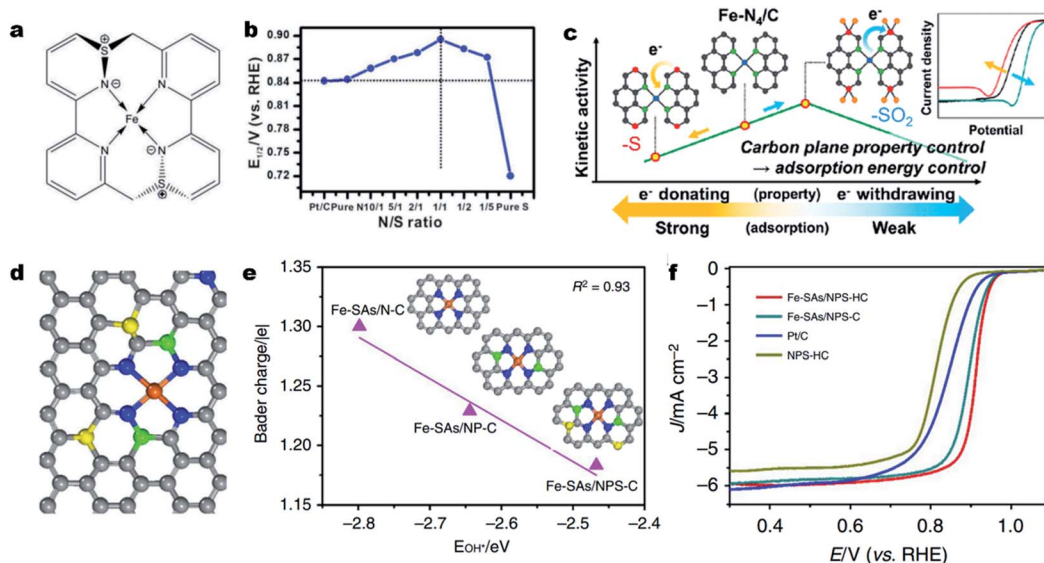 a
S
⊕
N
⊖
N
Fe
N
N
⊖
S
⊕
b
E1/2/V (vs. RHE)
0.90
0.87
0.84
0.81
0.78
0.75
0.72
Pt/C Pure N 10/1 5/1 2/1 1/1 1/2 1/5 Pure S
N/S ratio
c
Kinetic activity
e-
-S
Fe-N4/C
e-
-SO2
Current density
Potential
Carbon plane property control
→ adsorption energy control
e- donating (property) e- withdrawing
Strong (adsorption) Weak
d
e
Bader charge/|e|
1.35
1.30
1.25
1.20
1.15
R² = 0.93
Fe-SAs/N-C
Fe-SAs/NP-C
Fe-SAs/NPS-C
−2.8 −2.7 −2.6 −2.5 −2.4
EOH*/eV
f
J/mA cm−2
0
−1
−2
−3
−4
−5
−6
Fe-SAs/NPS-HC
Fe-SAs/NPS-C
Pt/C
NPS-HC
0.4 0.6 0.8 1.0
E/V (vs. RHE)